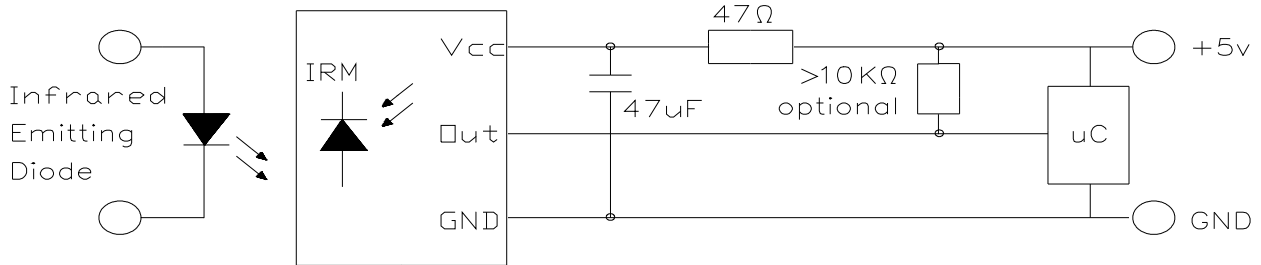 47Ω
Vcc
+5v
IRM
>10KΩ
optional
Infrared
Emitting
Diode
47uF
Out
uC
GND
GND